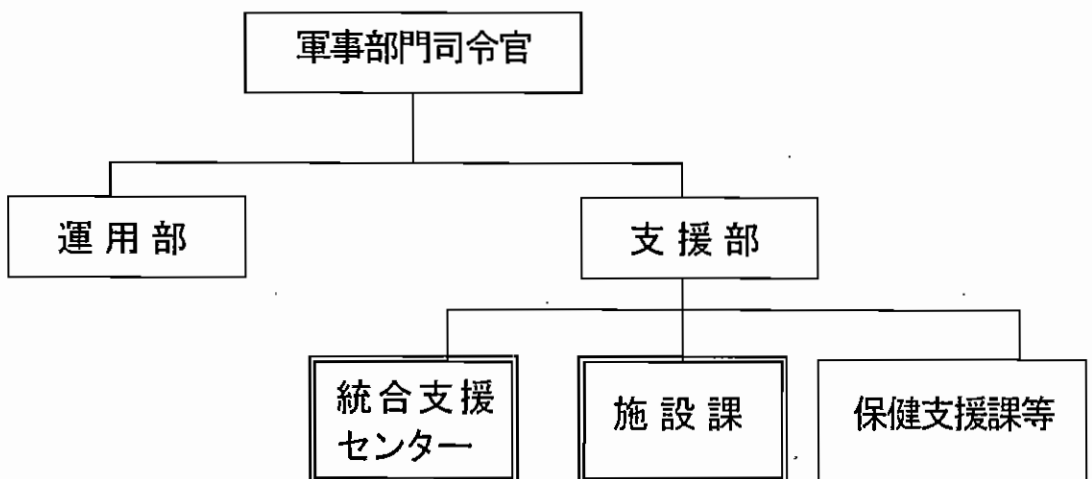 軍事部門司令官
運用部
支援部
統合支援
センター
施設課
保健支援課等